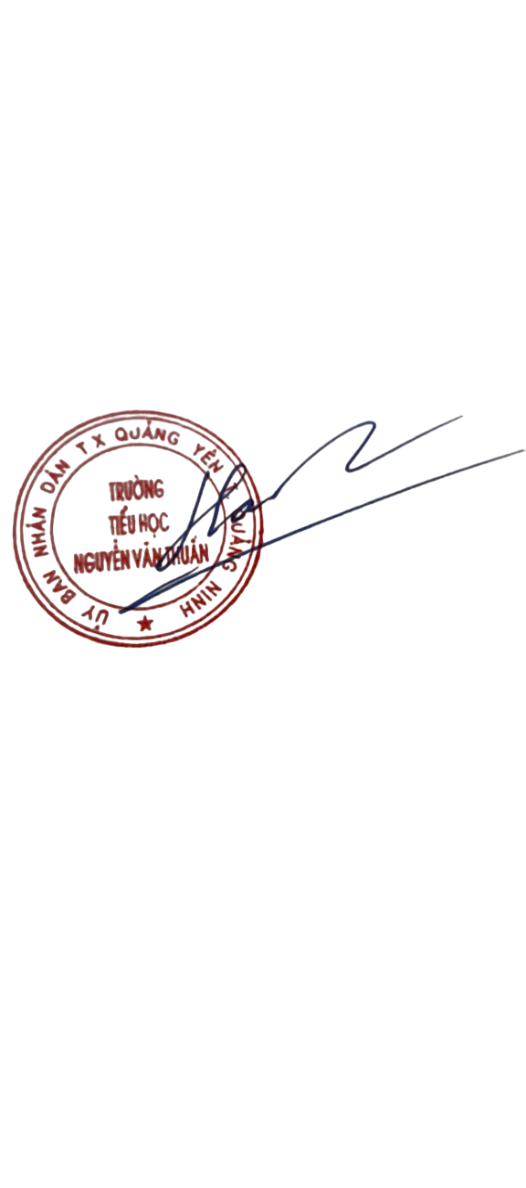 ỦY BAN NHÂN DÂN T X QUẢNG YÊN T QUẢNG NINH
TRƯỜNG
TIỂU HỌC
NGUYỄN VĂN THUẦN